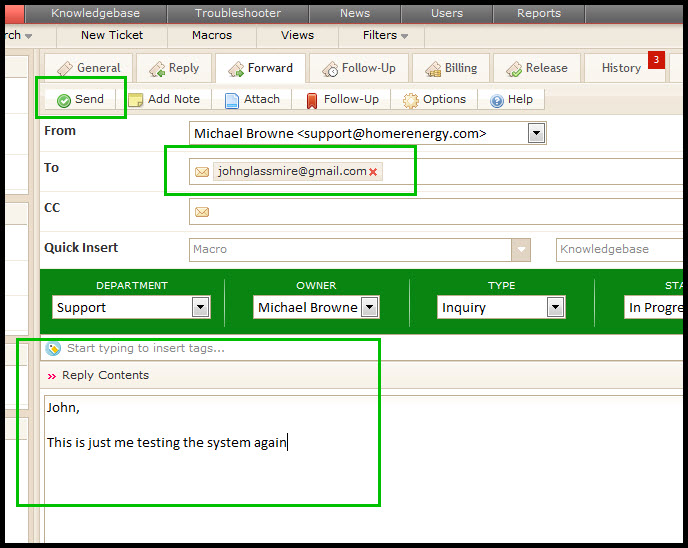 Knowledgebase Troubleshooter News Users Reports
rch New Ticket Macros Views Filters
General Reply Forward Follow-Up Billing Release History 3
Send Add Note Attach Follow-Up Options Help
From Michael Browne <support@homerenergy.com>
To johnglassmire@gmail.com
CC
Quick Insert Macro Knowledgebase
DEPARTMENT OWNER TYPE STA
Support Michael Browne Inquiry In Progre
Start typing to insert tags...
Reply Contents
John,
This is just me testing the system again